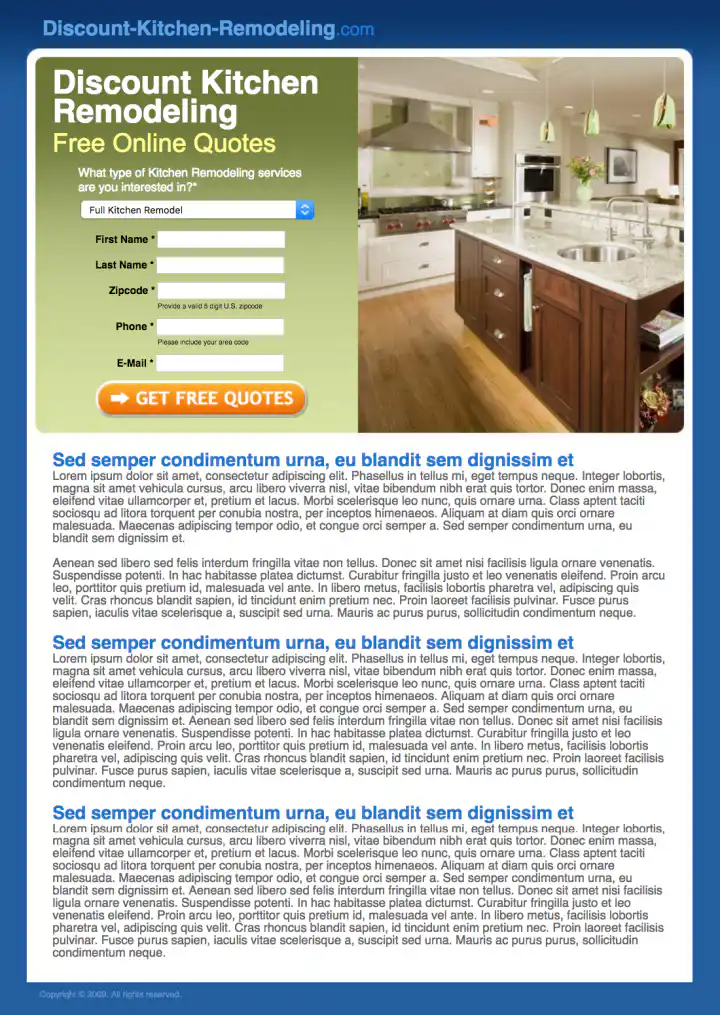 Discount-Kitchen-Remodeling.com
Discount Kitchen
Remodeling
Free Online Quotes
What type of Kitchen Remodeling services
are you interested in?*
Full Kitchen Remodel
First Name *
Last Name *
Zipcode *
Provide a valid 5 digit U.S. zipcode
Phone *
Please include your area code
E-Mail *
GET FREE QUOTES
Sed semper condimentum urna, eu blandit sem dignissim et
Lorem ipsum dolor sit amet, consectetur adipiscing elit. Phasellus in tellus mi, eget tempus neque. Integer lobortis,
magna sit amet vehicula cursus, arcu libero viverra nisl, vitae bibendum nibh erat quis tortor. Donec enim massa,
eleifend vitae ullamcorper et, pretium et lacus. Morbi scelerisque leo nunc, quis ornare urna. Class aptent taciti
sociosqu ad litora torquent per conubia nostra, per inceptos himenaeos. Aliquam at diam quis orci ornare
malesuada. Maecenas adipiscing tempor odio, et congue orci semper a. Sed semper condimentum urna, eu
blandit sem dignissim et.
Aenean sed libero sed felis interdum fringilla vitae non tellus. Donec sit amet nisi facilisis ligula ornare venenatis.
Suspendisse potenti. In hac habitasse platea dictumst. Curabitur fringilla justo et leo venenatis eleifend. Proin arcu
leo, porttitor quis pretium id, malesuada vel ante. In libero metus, facilisis lobortis pharetra vel, adipiscing quis
velit. Cras rhoncus blandit sapien, id tincidunt enim pretium nec. Proin laoreet facilisis pulvinar. Fusce purus
sapien, iaculis vitae scelerisque a, suscipit sed urna. Mauris ac purus purus, sollicitudin condimentum neque.
Sed semper condimentum urna, eu blandit sem dignissim et
Lorem ipsum dolor sit amet, consectetur adipiscing elit. Phasellus in tellus mi, eget tempus neque. Integer lobortis,
magna sit amet vehicula cursus, arcu libero viverra nisl, vitae bibendum nibh erat quis tortor. Donec enim massa,
eleifend vitae ullamcorper et, pretium et lacus. Morbi scelerisque leo nunc, quis ornare urna. Class aptent taciti
sociosqu ad litora torquent per conubia nostra, per inceptos himenaeos. Aliquam at diam quis orci ornare
malesuada. Maecenas adipiscing tempor odio, et congue orci semper a. Sed semper condimentum urna, eu
blandit sem dignissim et. Aenean sed libero sed felis interdum fringilla vitae non tellus. Donec sit amet nisi facilisis
ligula ornare venenatis. Suspendisse potenti. In hac habitasse platea dictumst. Curabitur fringilla justo et leo
venenatis eleifend. Proin arcu leo, porttitor quis pretium id, malesuada vel ante. In libero metus, facilisis lobortis
pharetra vel, adipiscing quis velit. Cras rhoncus blandit sapien, id tincidunt enim pretium nec. Proin laoreet facilisis
pulvinar. Fusce purus sapien, iaculis vitae scelerisque a, suscipit sed urna. Mauris ac purus purus, sollicitudin
condimentum neque.
Sed semper condimentum urna, eu blandit sem dignissim et
Lorem ipsum dolor sit amet, consectetur adipiscing elit. Phasellus in tellus mi, eget tempus neque. Integer lobortis,
magna sit amet vehicula cursus, arcu libero viverra nisl, vitae bibendum nibh erat quis tortor. Donec enim massa,
eleifend vitae ullamcorper et, pretium et lacus. Morbi scelerisque leo nunc, quis ornare urna. Class aptent taciti
sociosqu ad litora torquent per conubia nostra, per inceptos himenaeos. Aliquam at diam quis orci ornare
malesuada. Maecenas adipiscing tempor odio, et congue orci semper a. Sed semper condimentum urna, eu
blandit sem dignissim et. Aenean sed libero sed felis interdum fringilla vitae non tellus. Donec sit amet nisi facilisis
ligula ornare venenatis. Suspendisse potenti. In hac habitasse platea dictumst. Curabitur fringilla justo et leo
venenatis eleifend. Proin arcu leo, porttitor quis pretium id, malesuada vel ante. In libero metus, facilisis lobortis
pharetra vel, adipiscing quis velit. Cras rhoncus blandit sapien, id tincidunt enim pretium nec. Proin laoreet facilisis
pulvinar. Fusce purus sapien, iaculis vitae scelerisque a, suscipit sed urna. Mauris ac purus purus, sollicitudin
condimentum neque.
Copyright © 2009. All rights reserved.